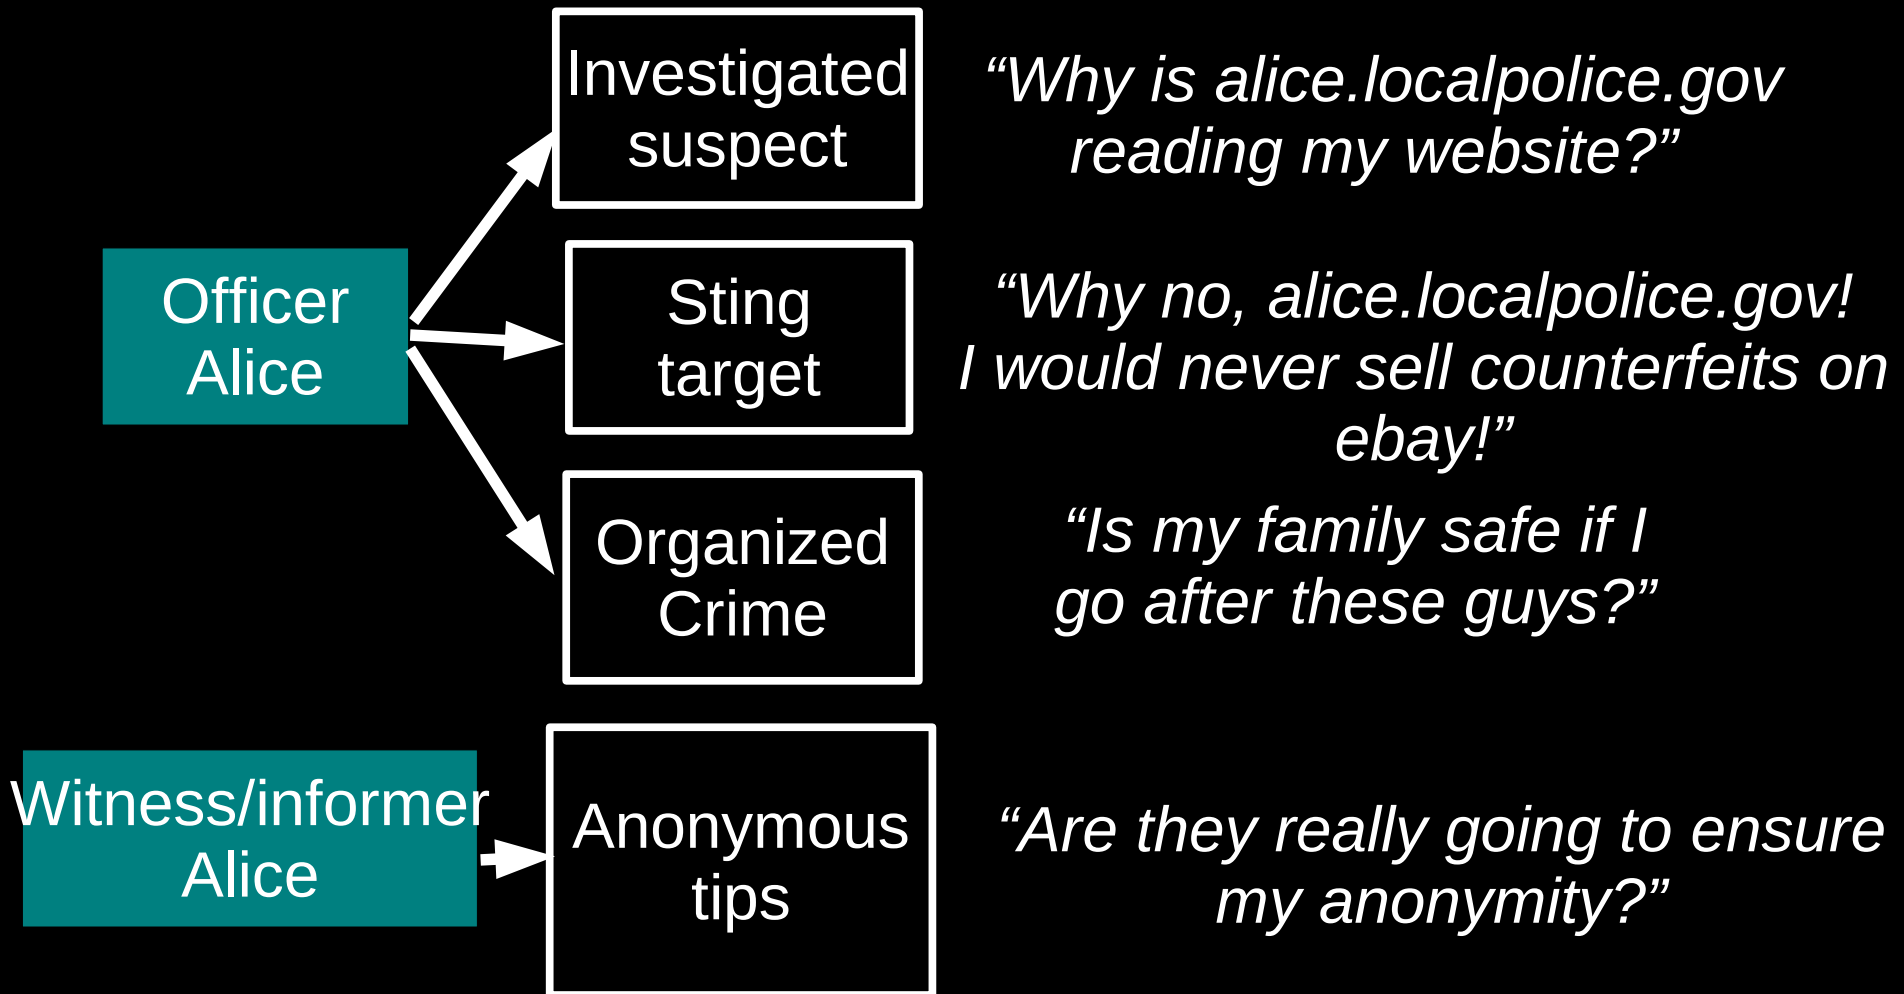 Investigated
suspect
“Why is alice.localpolice.gov
reading my website?”
Officer
Alice
Sting
target
“Why no, alice.localpolice.gov!
I would never sell counterfeits on
ebay!”
Organized
Crime
“Is my family safe if I
go after these guys?”
Witness/informer
Alice
Anonymous
tips
“Are they really going to ensure
my anonymity?”